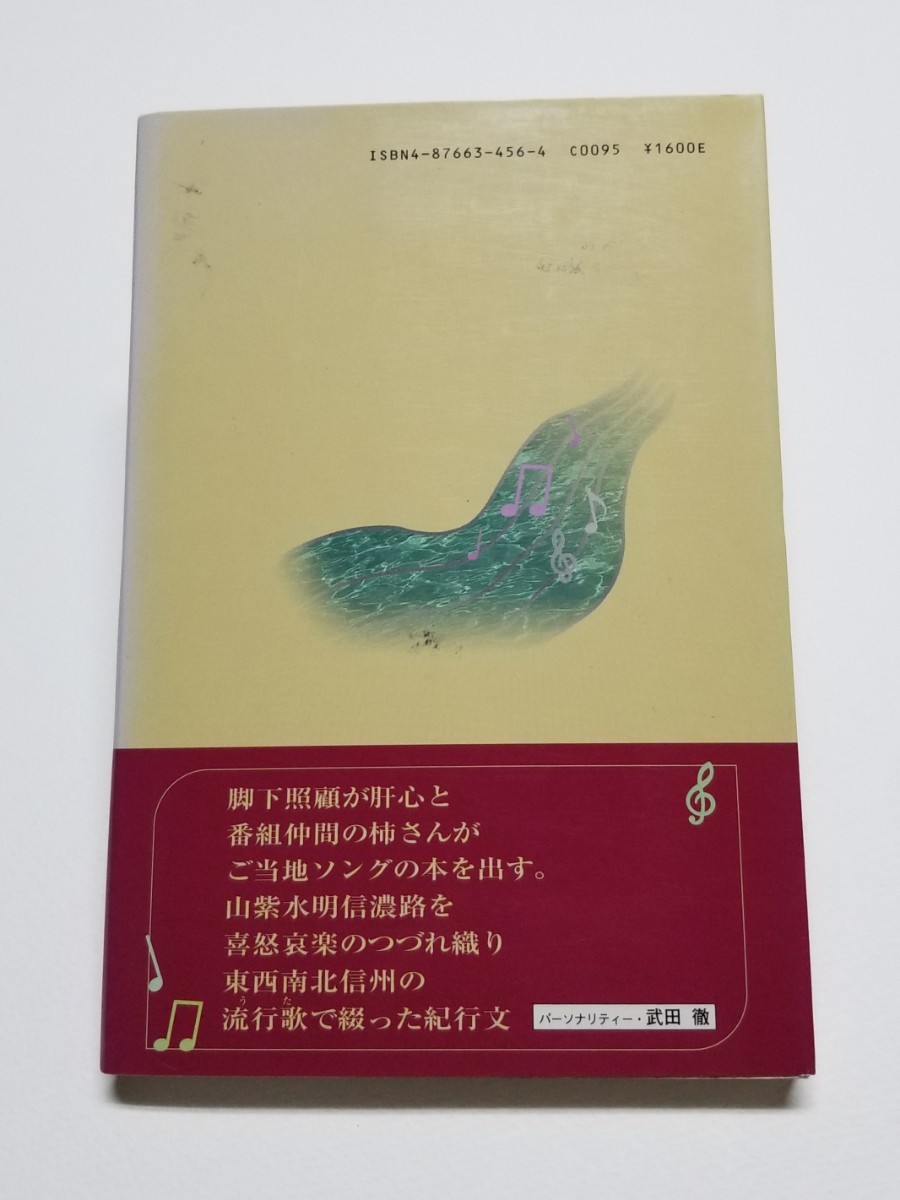 ISBN4-87663-456-4 C0095 ¥1600E
脚下照顧が肝心と
番組仲間の柿さんが
ご当地ソングの本を出す。
山紫水明信濃路を
喜怒哀楽のつづれ織り
東西南北信州の
うた
流行歌で綴った紀行文
パーソナリティー・武田 徹